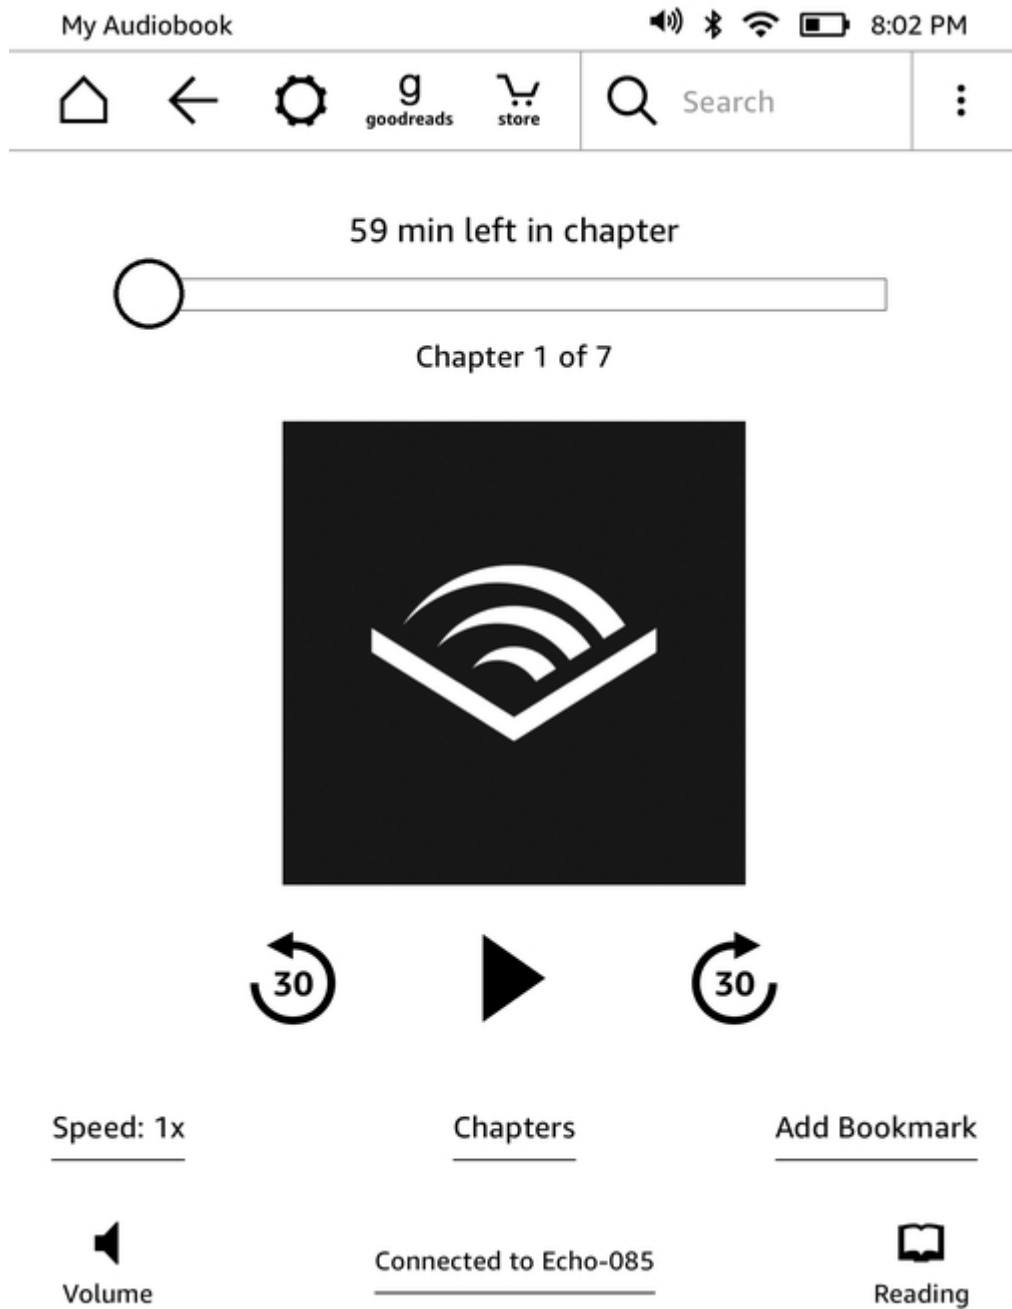 My Audiobook 8:02 PM
g
goodreads store Search
59 min left in chapter
Chapter 1 of 7
30 30
Speed: 1x Chapters Add Bookmark
Connected to Echo-085
Volume Reading